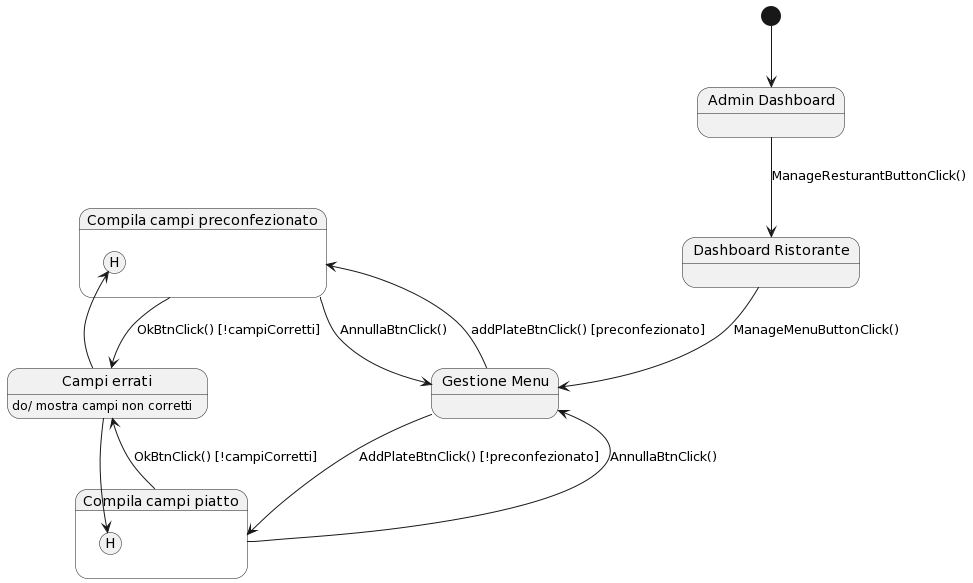 Admin Dashboard
ManageResturantButtonClick()
Compila campi preconfezionato
H
Dashboard Ristorante
OkBtnClick() [!campiCorretti]
AnnullaBtnClick()
addPlateBtnClick() [preconfezionato]
ManageMenuButtonClick()
Campi errati
do/ mostra campi non corretti
Gestione Menu
OkBtnClick() [!campiCorretti]
AddPlateBtnClick() [!preconfezionato]
AnnullaBtnClick()
Compila campi piatto
H